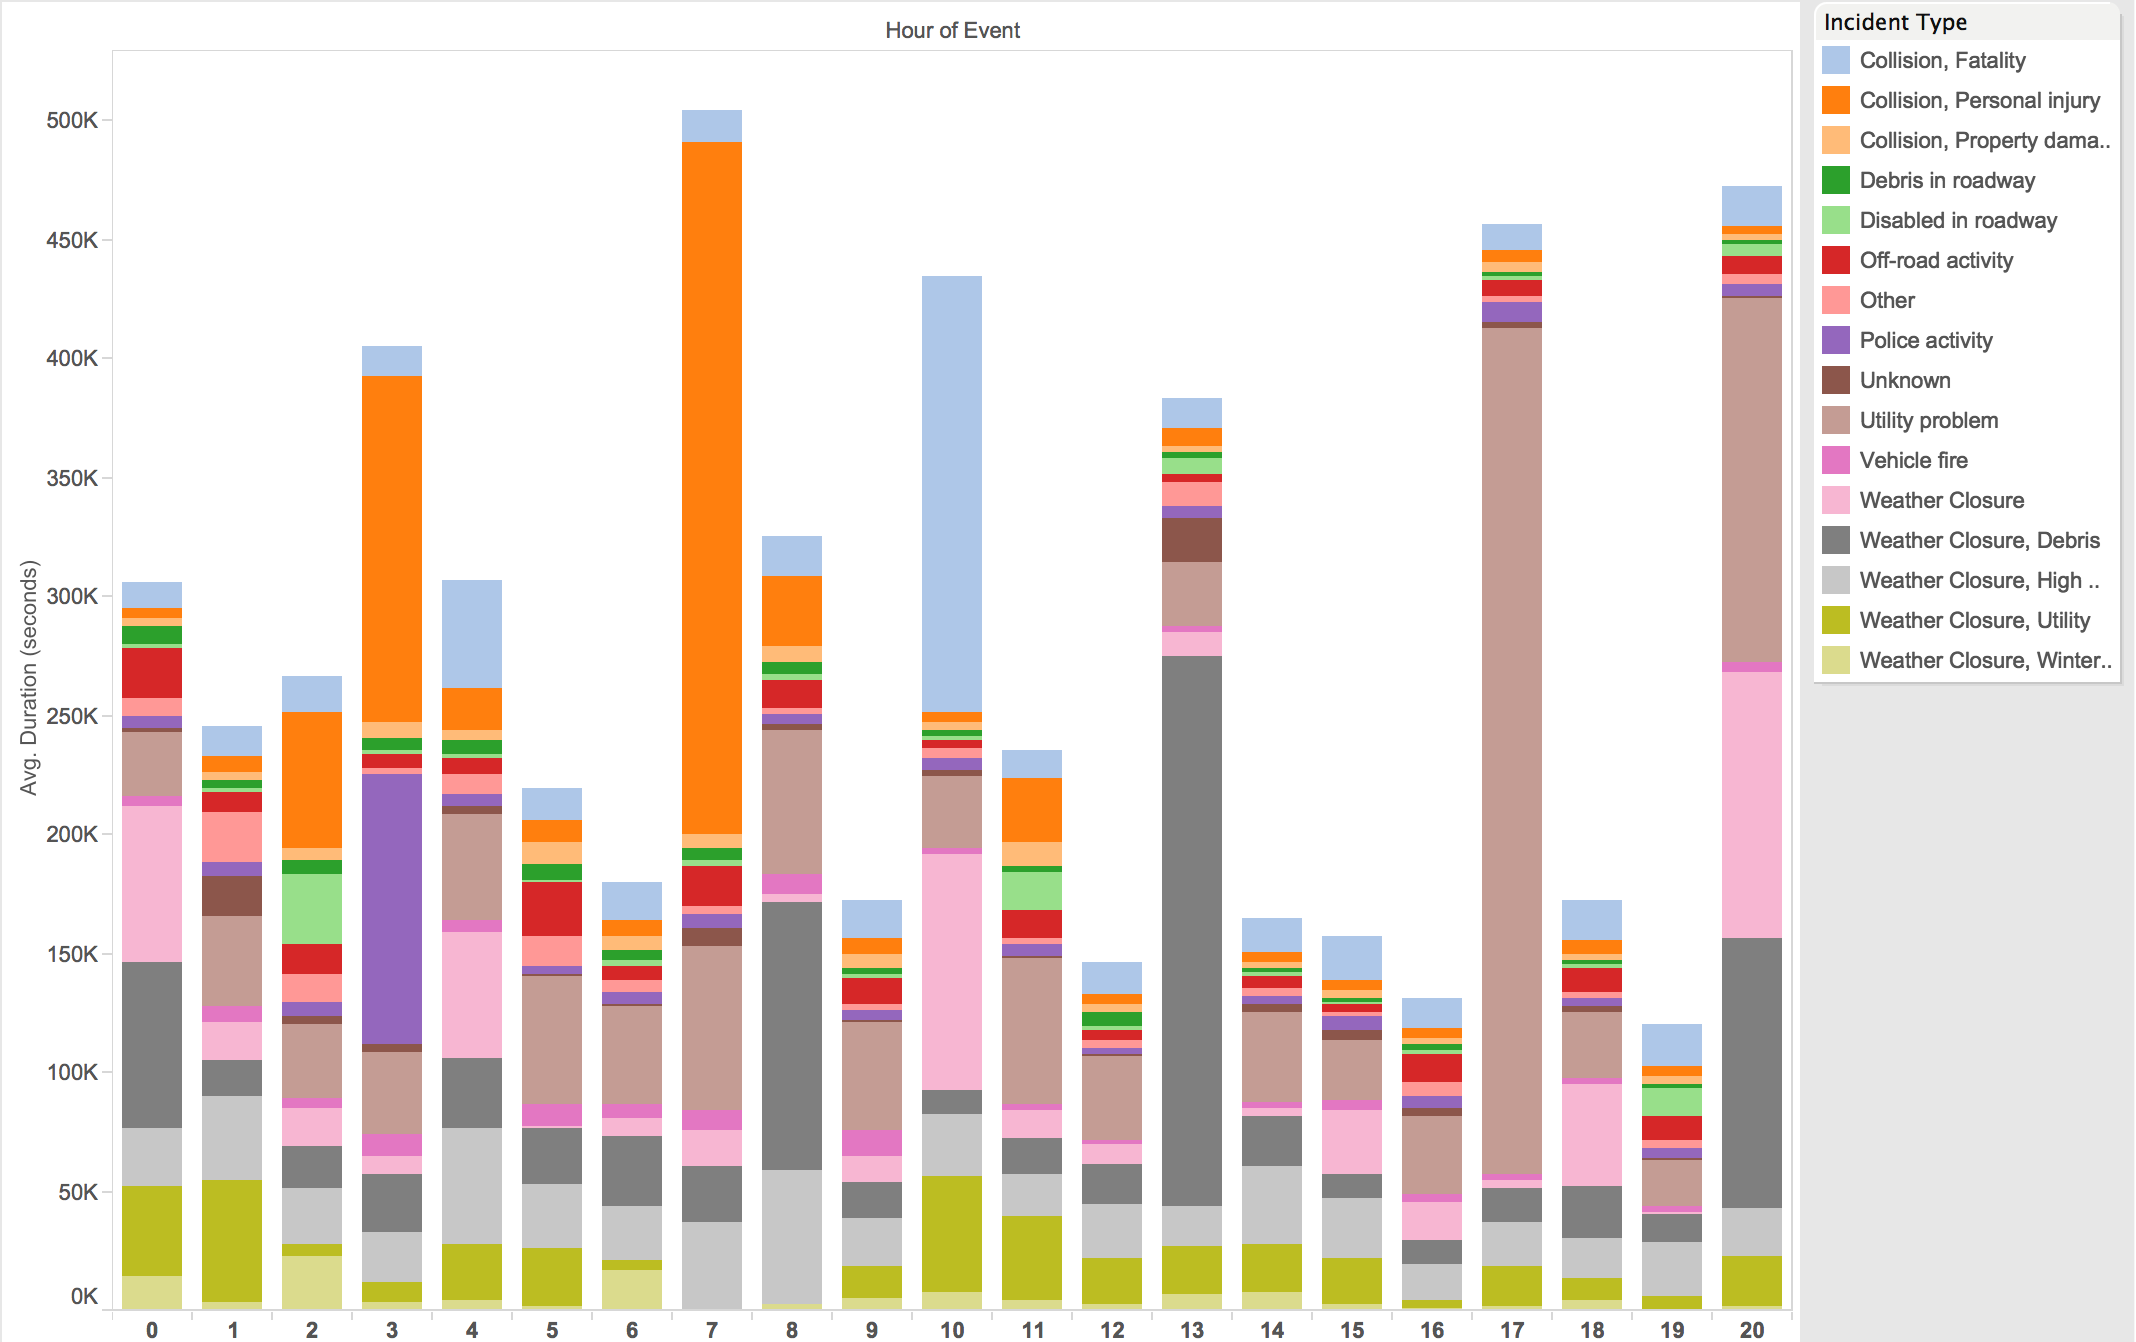 Hour of Event
500K
450K
400K
350K
300K
250K
200K
150K
100K
50K
0K
Avg. Duration (seconds)
0 1 2 3 4 5 6 7 8 9 10 11 12 13 14 15 16 17 18 19 20
Incident Type
Collision, Fatality
Collision, Personal injury
Collision, Property dama..
Debris in roadway
Disabled in roadway
Off-road activity
Other
Police activity
Unknown
Utility problem
Vehicle fire
Weather Closure
Weather Closure, Debris
Weather Closure, High ..
Weather Closure, Utility
Weather Closure, Winter..